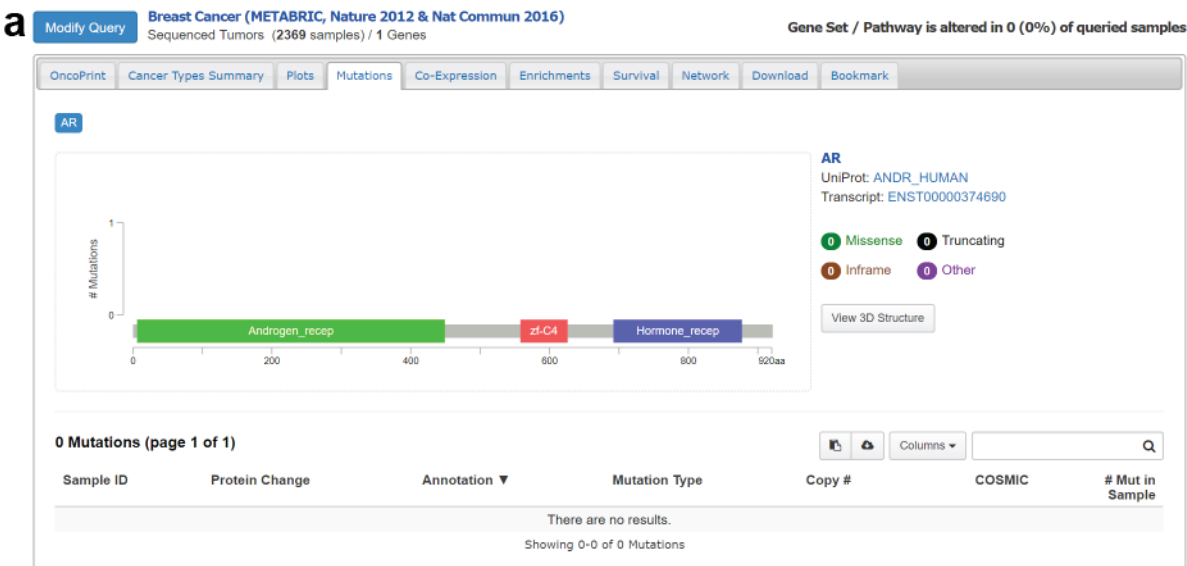 a
Modify Query
Breast Cancer (METABRIC, Nature 2012 & Nat Commun 2016)
Sequenced Tumors (2369 samples) / 1 Genes
Gene Set / Pathway is altered in 0 (0%) of queried samples
OncoPrint Cancer Types Summary Plots Mutations Co-Expression Enrichments Survival Network Download Bookmark
AR
AR
UniProt: ANDR_HUMAN
Transcript: ENST00000374690
0 Missense 0 Truncating
0 Inframe 0 Other
View 3D Structure
# Mutations
1
0
Androgen_recep zf-C4 Hormone_recep
0 200 400 600 800 920aa
0 Mutations (page 1 of 1)
Columns
Sample ID Protein Change Annotation ▼ Mutation Type Copy # COSMIC # Mut in
Sample
There are no results.
Showing 0-0 of 0 Mutations